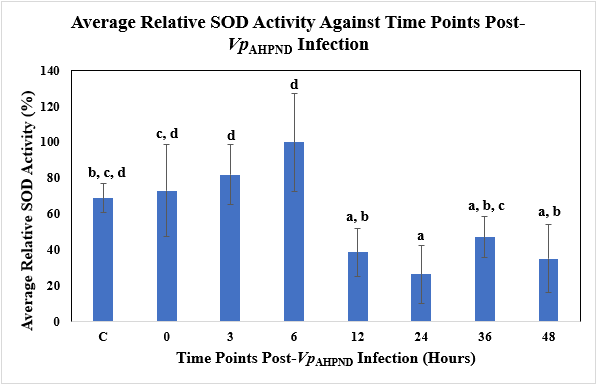 Average Relative SOD Activity Against Time Points Post-
VpAHPND Infection
Average Relative SOD Activity (%)
140
120
100
80
60
40
20
0
b, c, d
c, d
d
d
a, b
a
a, b, c
a, b
C 0 3 6 12 24 36 48
Time Points Post-VpAHPND Infection (Hours)